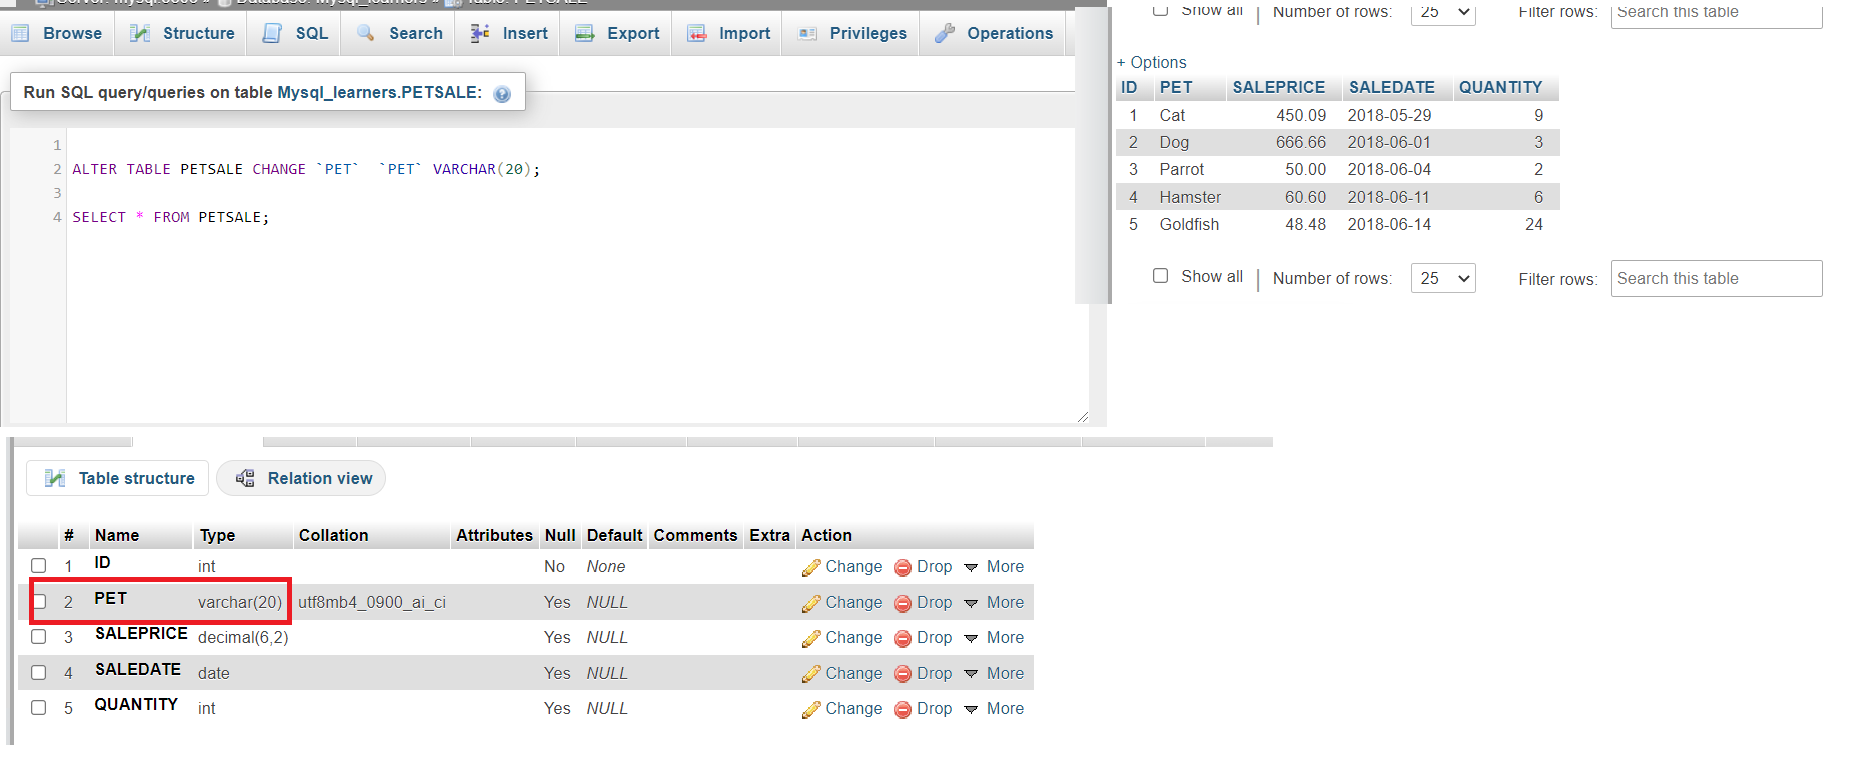 Server: mysql:3306 » Database: Mysql_learners » Table: PETSALE
Browse Structure SQL Search Insert Export Import Privileges Operations
Run SQL query/queries on table Mysql_learners.PETSALE:
1
2 ALTER TABLE PETSALE CHANGE `PET`  `PET` VARCHAR(20);
3
4 SELECT * FROM PETSALE;
Show all Number of rows: 25 Filter rows: Search this table
+ Options
ID PET SALEPRICE SALEDATE QUANTITY
1 Cat 450.09 2018-05-29 9
2 Dog 666.66 2018-06-01 3
3 Parrot 50.00 2018-06-04 2
4 Hamster 60.60 2018-06-11 6
5 Goldfish 48.48 2018-06-14 24
Show all Number of rows: 25 Filter rows: Search this table
Table structure Relation view
# Name Type Collation Attributes Null Default Comments Extra Action
1 ID int No None Change Drop More
2 PET varchar(20) utf8mb4_0900_ai_ci Yes NULL Change Drop More
3 SALEPRICE decimal(6,2) Yes NULL Change Drop More
4 SALEDATE date Yes NULL Change Drop More
5 QUANTITY int Yes NULL Change Drop More